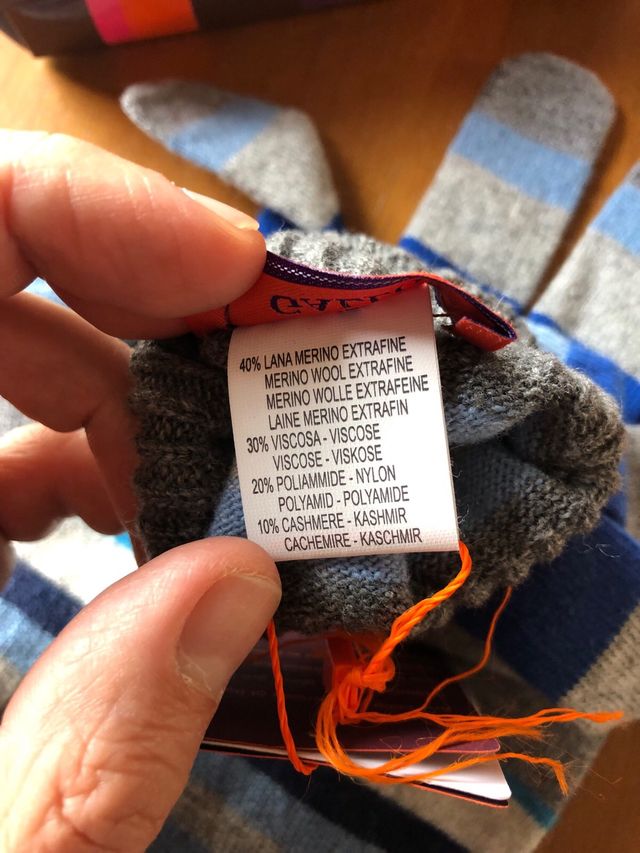 40% LANA MERINO EXTRAFINE
MERINO WOOL EXTRAFINE
MERINO WOLLE EXTRAFEINE
LAINE MERINO EXTRAFIN
30% VISCOSA - VISCOSE
VISCOSE - VISKOSE
20% POLIAMMIDE - NYLON
POLYAMID - POLYAMIDE
10% CASHMERE - KASHMIR
CACHEMIRE - KASCHMIR